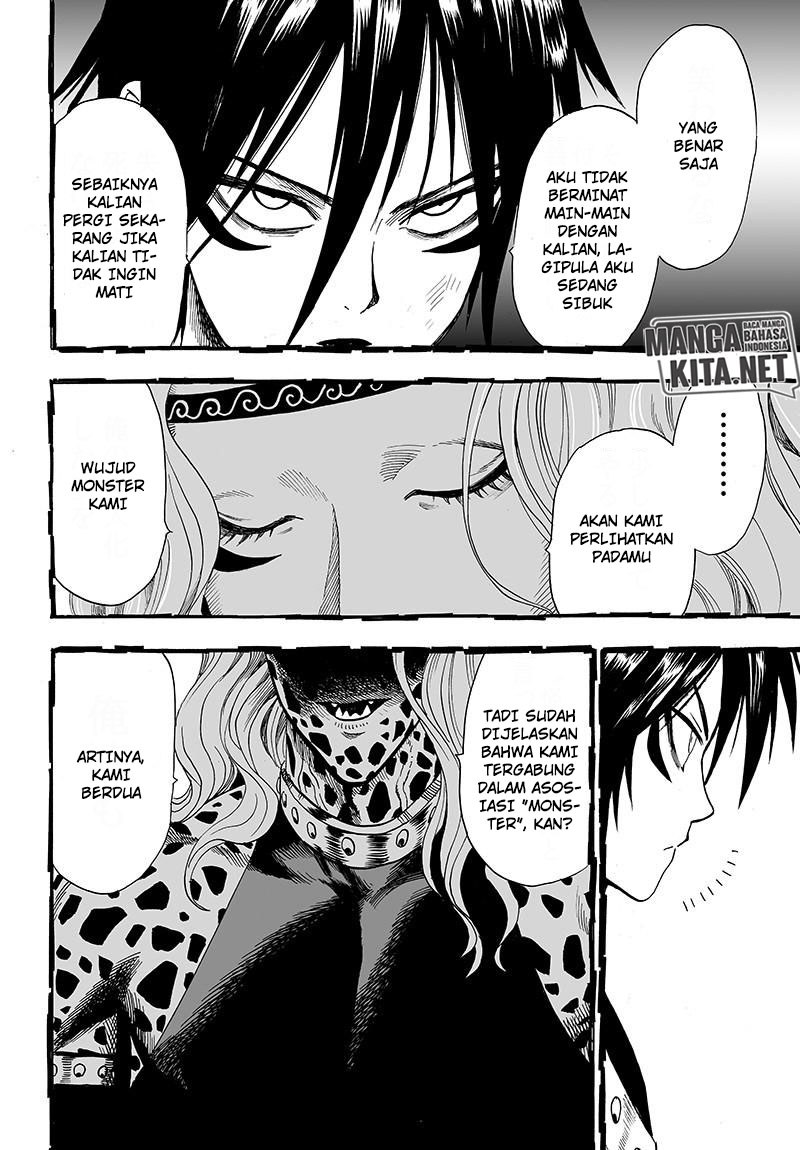 YANG
BENAR
SAJA
AKU TIDAK
BERMINAT
MAIN-MAIN
DENGAN
KALIAN, LA-
GIPULA AKU
SEDANG
SIBUK
SEBAIKNYA
KALIAN
PERGI SEKA-
RANG JIKA
KALIAN TI-
DAK INGIN
MATI
MANGA
BACA MANGA
BAHASA
INDONESIA
KITA.NET
........
AKAN KAMI
PERLIHATKAN
PADAMU
WUJUD
MONSTER
KAMI
TADI SUDAH
DIJELASKAN
BAHWA KAMI
TERGABUNG
DALAM ASOS-
IASI "MONS-
TER", KAN?
ARTINYA,
KAMI
BERDUA